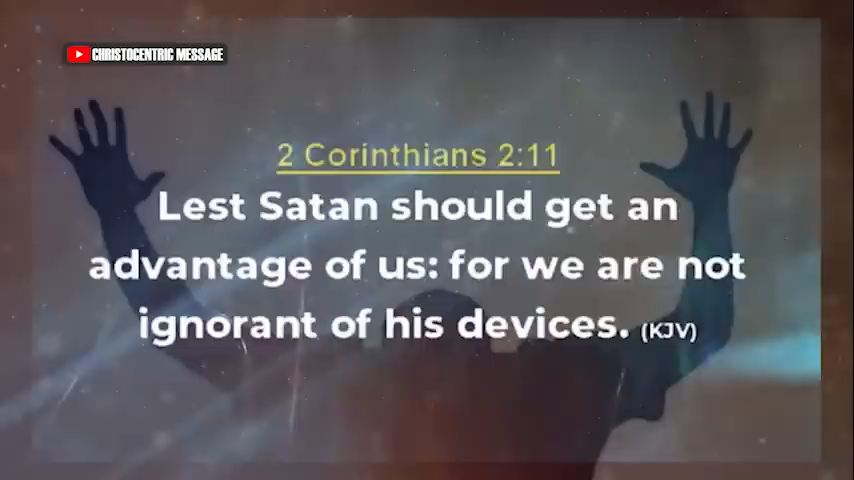 CHRISTOCENTRIC MESSAGE
2 Corinthians 2:11
Lest Satan should get an
advantage of us: for we are not
ignorant of his devices. (KJV)